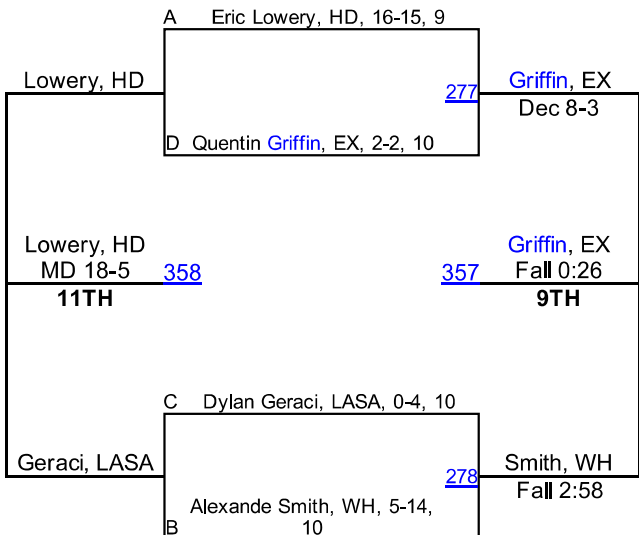 A Eric Lowery, HD, 16-15, 9
Lowery, HD
277
Griffin, EX
Dec 8-3
D Quentin Griffin, EX, 2-2, 10
Lowery, HD
MD 18-5
358
11TH
Griffin, EX
357
Fall 0:26
9TH
C Dylan Geraci, LASA, 0-4, 10
Geraci, LASA
278
Smith, WH
Fall 2:58
Alexande Smith, WH, 5-14,
B 10